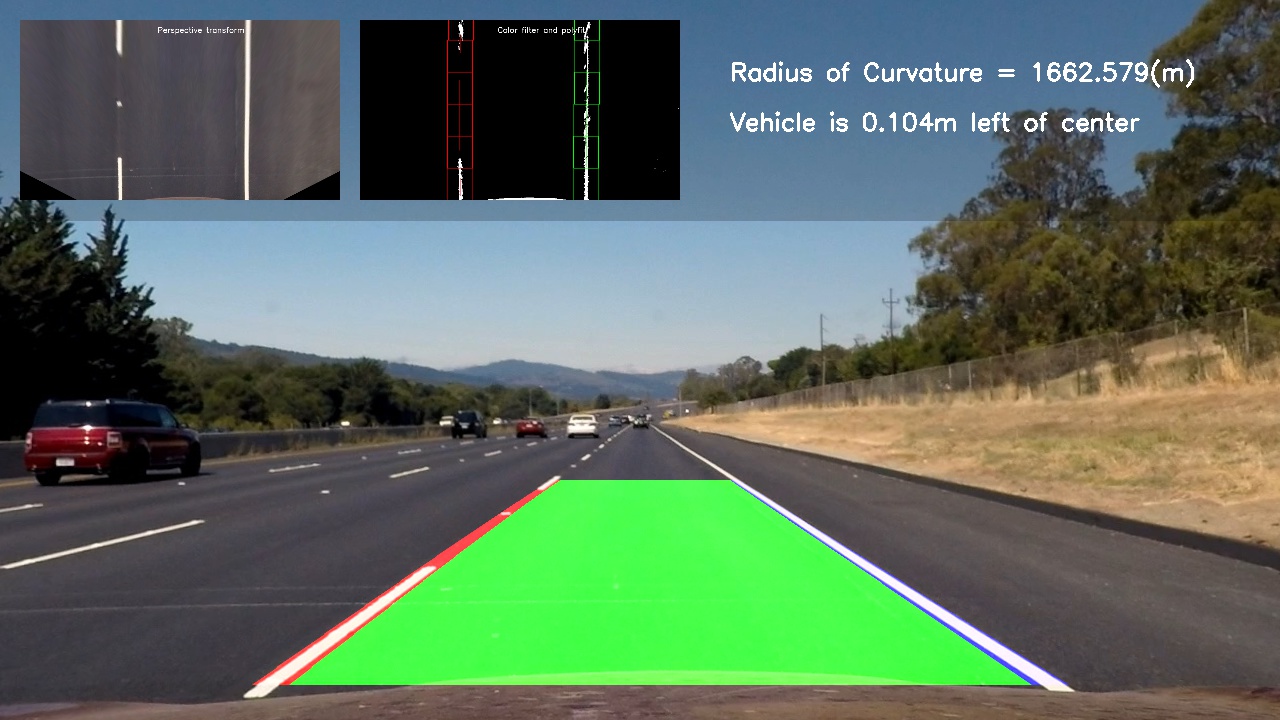 Perspective transform
Color filter and polyfit
Radius of Curvature = 1662.579(m)
Vehicle is 0.104m left of center